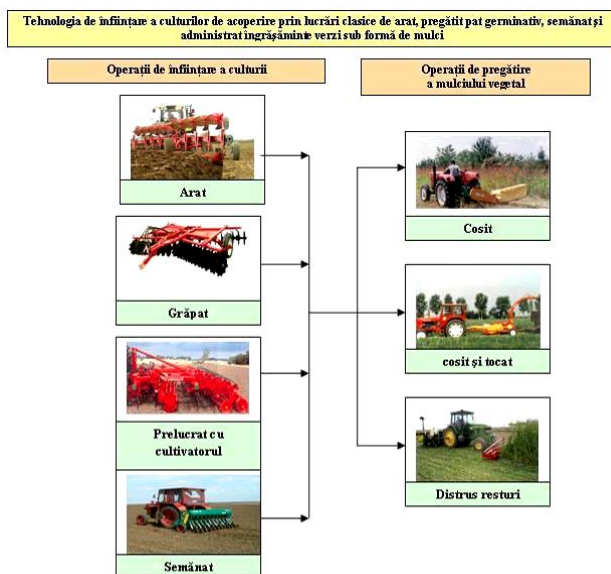 Tehnologia de înființare a culturilor de acoperire prin lucrări clasice de arat, pregătit pat germinativ, semănat și
administrat îngrășăminte verzi sub formă de mulci
Operații de înființare a culturii
Operații de pregătire
a mulciului vegetal
Arat
Cosit
Grăpat
cosit și tocat
Prelucrat cu
cultivatorul
Distrus resturi
Semănat